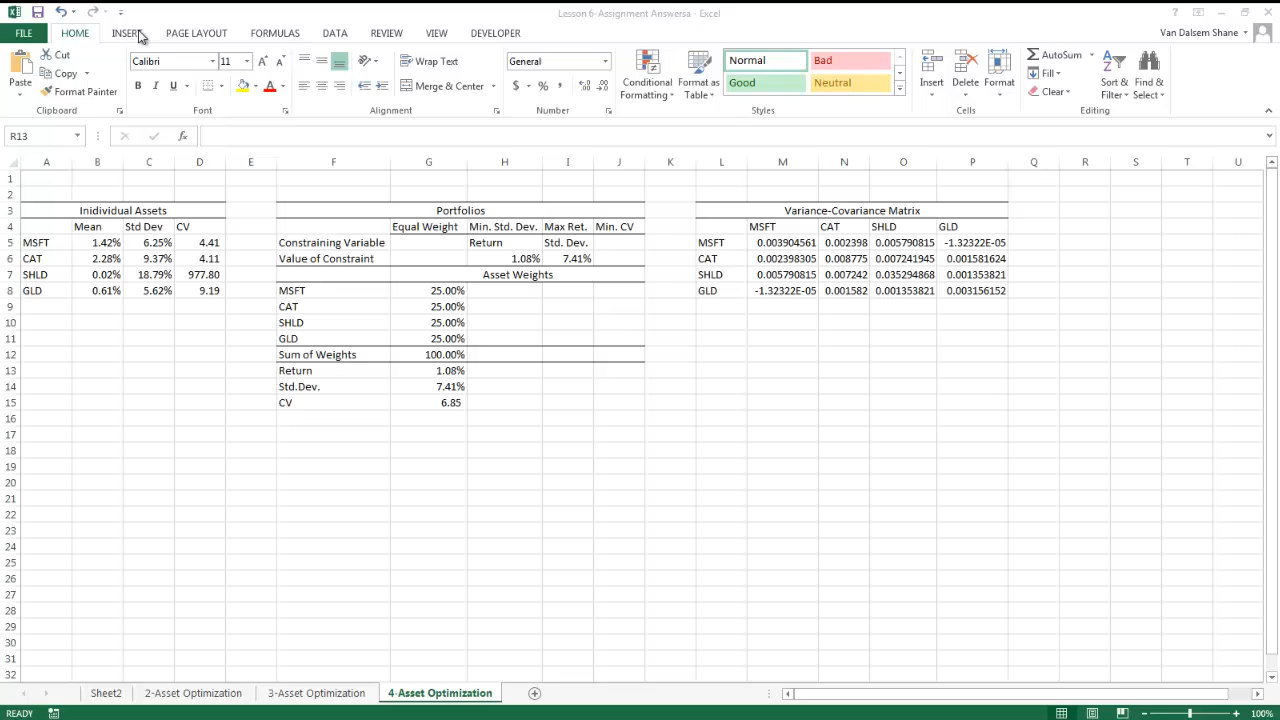 Lesson 6-Assignment Answersa - Excel
FILE HOME INSERT PAGE LAYOUT FORMULAS DATA REVIEW VIEW DEVELOPER Van Dalsem Shane
Paste Cut Copy Format Painter Clipboard
Calibri 11 B I U A Font
Wrap Text Merge & Center Alignment
General $ % , Number
Conditional Formatting Format as Table Normal Bad Good Neutral Styles
Insert Delete Format Cells
AutoSum Fill Clear Sort & Filter Find & Select Editing
R13 fx
A B C D E F G H I J K L M N O P Q R S T U
1
2
3 Inidividual Assets Portfolios Variance-Covariance Matrix
4 Mean Std Dev CV Equal Weight Min. Std. Dev. Max Ret. Min. CV MSFT CAT SHLD GLD
5 MSFT 1.42% 6.25% 4.41 Constraining Variable Return Std. Dev. MSFT 0.003904561 0.002398 0.005790815 -1.32322E-05
6 CAT 2.28% 9.37% 4.11 Value of Constraint 1.08% 7.41% CAT 0.002398305 0.008775 0.007241945 0.001581624
7 SHLD 0.02% 18.79% 977.80 Asset Weights SHLD 0.005790815 0.007242 0.035294868 0.001353821
8 GLD 0.61% 5.62% 9.19 MSFT 25.00% GLD -1.32322E-05 0.001582 0.001353821 0.003156152
9 CAT 25.00%
10 SHLD 25.00%
11 GLD 25.00%
12 Sum of Weights 100.00%
13 Return 1.08%
14 Std.Dev. 7.41%
15 CV 6.85
16
17
18
19
20
21
22
23
24
25
26
27
28
29
30
31
32
Sheet2 2-Asset Optimization 3-Asset Optimization 4-Asset Optimization
READY 100%